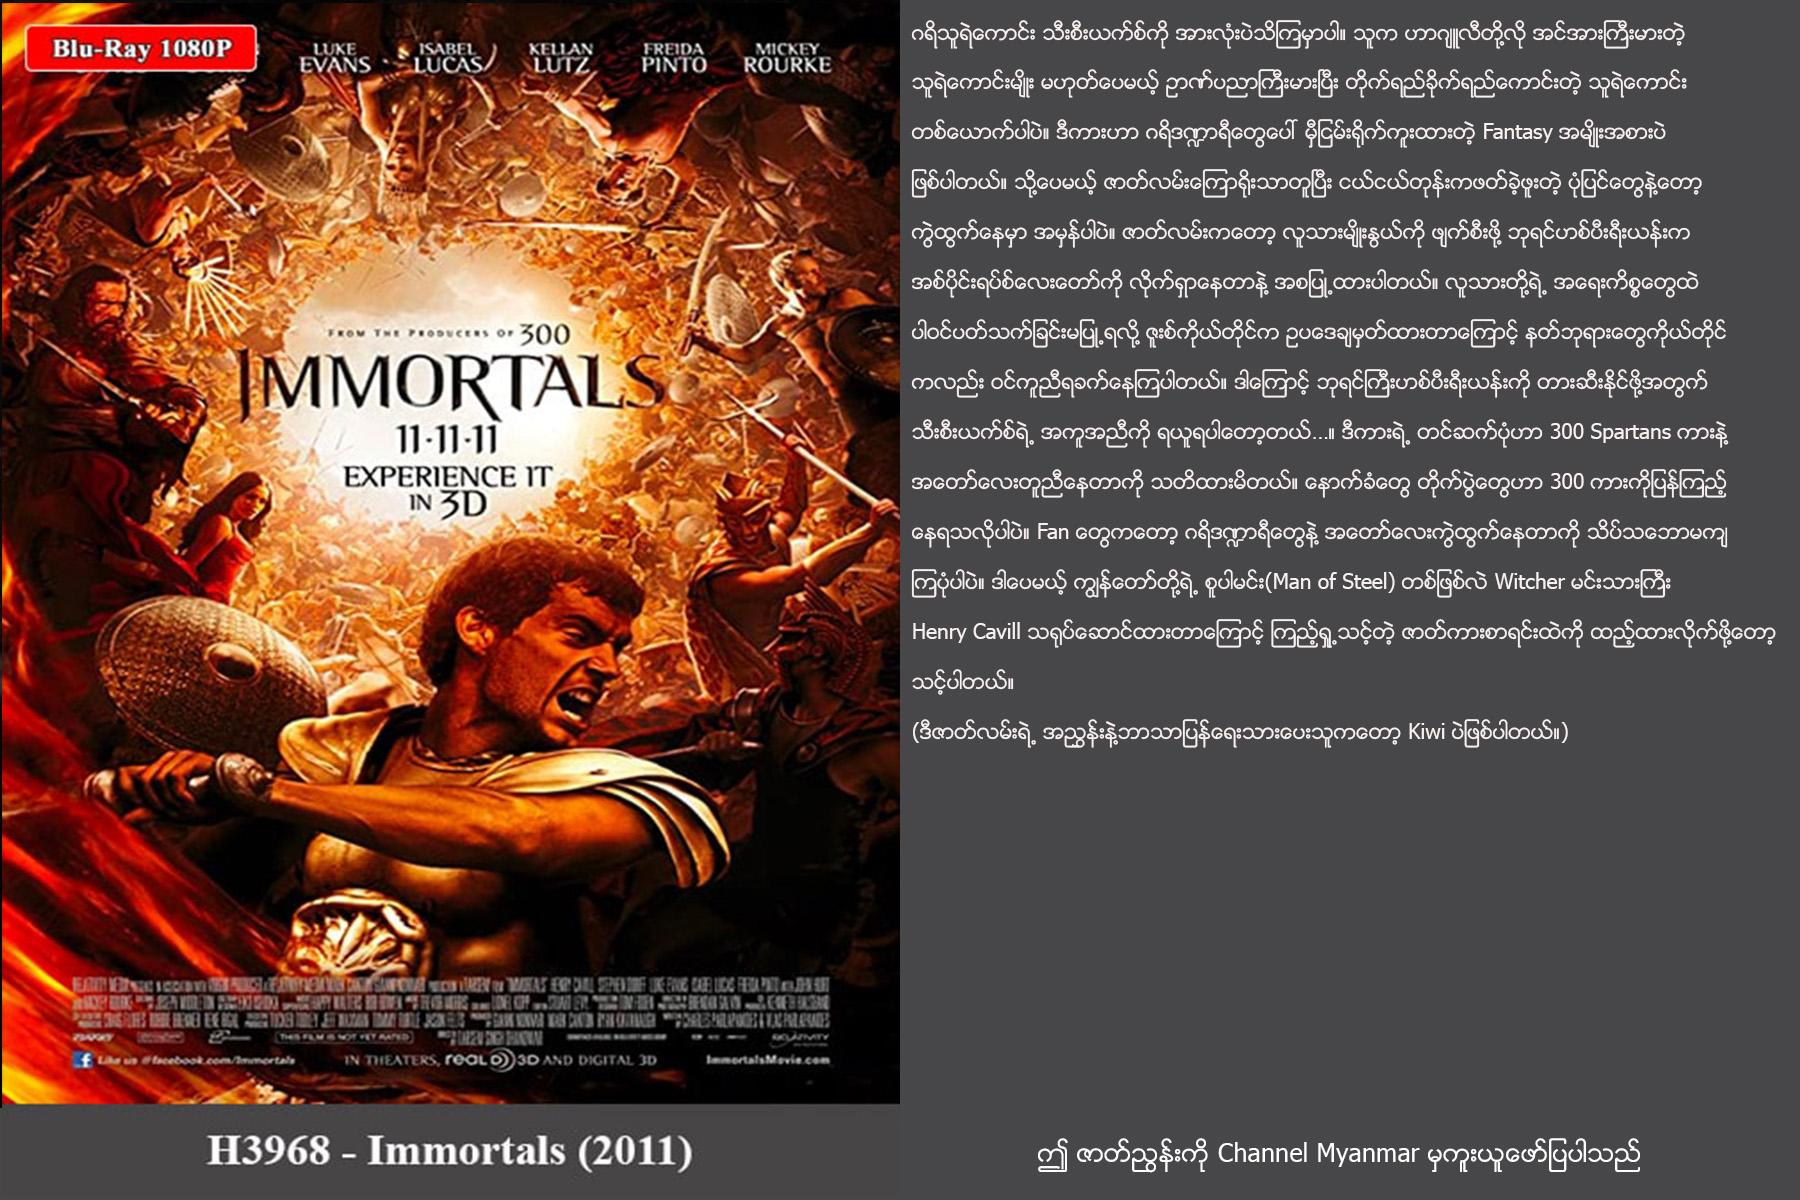 Blu-Ray 1080P
LUKE EVANS
ISABEL LUCAS
KELLAN LUTZ
FREIDA PINTO
MICKEY ROURKE
FROM THE PRODUCERS OF 300
IMMORTALS
11-11-11
EXPERIENCE IT
IN 3D
THIS FILM IS NOT YET RATED
Like us @facebook.com/Immortals
IN THEATERS, REAL D 3D AND DIGITAL 3D
ImmortalsMovie.com
H3968 - Immortals (2011)
ဂရိသူရဲကောင်း သီးစီးယက်စ်ကို အားလုံးပဲသိကြမှာပါ။ သူက ဟာဂျူလီတို့လို အင်အားကြီးမားတဲ့
သူရဲကောင်းမျိုး မဟုတ်ပေမယ့် ဉာဏ်ပညာကြီးမားပြီး တိုက်ရည်ခိုက်ရည်ကောင်းတဲ့ သူရဲကောင်း
တစ်ယောက်ပါပဲ။ ဒီကားဟာ ဂရိဒဏ္ဍာရီတွေပေါ် မှီငြမ်းရိုက်ကူးထားတဲ့ Fantasy အမျိုးအစားပဲ
ဖြစ်ပါတယ်။ သို့ပေမယ့် ဇာတ်လမ်းကြောရိုးသာတူပြီး ငယ်ငယ်တုန်းကဖတ်ခဲ့ဖူးတဲ့ ပုံပြင်တွေနဲ့တော့
ကွဲထွက်နေမှာ အမှန်ပါပဲ။ ဇာတ်လမ်းကတော့ လူသားမျိုးနွယ်ကို ဖျက်စီးဖို့ ဘုရင်ဟစ်ပီးရီးယန်းက
အစ်ပိုင်းရပ်စ်လေးတော်ကို လိုက်ရှာနေတာနဲ့ အစပြု့ထားပါတယ်။ လူသားတို့ရဲ့ အရေးကိစ္စတွေထဲ
ပါဝင်ပတ်သက်ခြင်းမပြု့ရလို့ ဇူးစ်ကိုယ်တိုင်က ဥပဒေချမှတ်ထားတာကြောင့် နတ်ဘုရားတွေကိုယ်တိုင်
ကလည်း ဝင်ကူညီရခက်နေကြပါတယ်။ ဒါကြောင့် ဘုရင်ကြီးဟစ်ပီးရီးယန်းကို တားဆီးနိုင်ဖို့အတွက်
သီးစီးယက်စ်ရဲ့ အကူအညီကို ရယူရပါတော့တယ်...။ ဒီကားရဲ့ တင်ဆက်ပုံဟာ 300 Spartans ကားနဲ့
အတော်လေးတူညီနေတာကို သတိထားမိတယ်။ နောက်ခံတွေ တိုက်ပွဲတွေဟာ 300 ကားကိုပြန်ကြည့်
နေရသလိုပါပဲ။ Fan တွေကတော့ ဂရိဒဏ္ဍာရီတွေနဲ့ အတော်လေးကွဲထွက်နေတာကို သိပ်သဘောမကျ
ကြပုံပါပဲ။ ဒါပေမယ့် ကျွန်တော်တို့ရဲ့ စူပါမင်း(Man of Steel) တစ်ဖြစ်လဲ Witcher မင်းသားကြီး
Henry Cavill သရုပ်ဆောင်ထားတာကြောင့် ကြည့်ရှု့သင့်တဲ့ ဇာတ်ကားစာရင်းထဲကို ထည့်ထားလိုက်ဖို့တော့
သင့်ပါတယ်။
(ဒီဇာတ်လမ်းရဲ့ အညွှန်းနဲ့ဘာသာပြန်ရေးသားပေးသူကတော့ Kiwi ပဲဖြစ်ပါတယ်။)
ဤ ဇာတ်ညွှန်းကို Channel Myanmar မှကူးယူဖော်ပြပါသည်